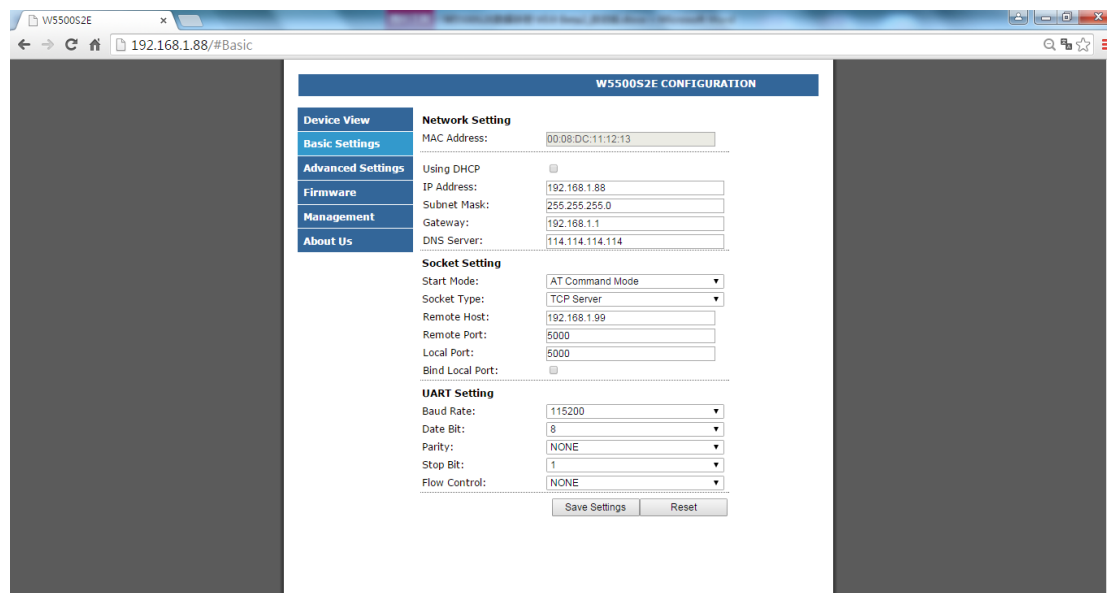 W5500S2E
192.168.1.88/#Basic
W5500S2E CONFIGURATION
Device View
Basic Settings
Advanced Settings
Firmware
Management
About Us
Network Setting
MAC Address: 00:08:DC:11:12:13
Using DHCP
IP Address: 192.168.1.88
Subnet Mask: 255.255.255.0
Gateway: 192.168.1.1
DNS Server: 114.114.114.114
Socket Setting
Start Mode: AT Command Mode
Socket Type: TCP Server
Remote Host: 192.168.1.99
Remote Port: 5000
Local Port: 5000
Bind Local Port:
UART Setting
Baud Rate: 115200
Date Bit: 8
Parity: NONE
Stop Bit: 1
Flow Control: NONE
Save Settings Reset